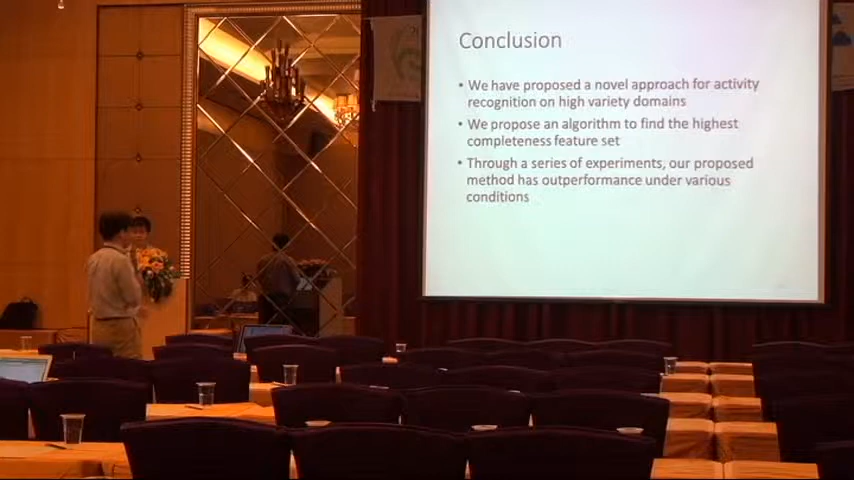 Conclusion
• We have proposed a novel approach for activity
recognition on high variety domains
• We propose an algorithm to find the highest
completeness feature set
• Through a series of experiments, our proposed
method has outperformance under various
conditions